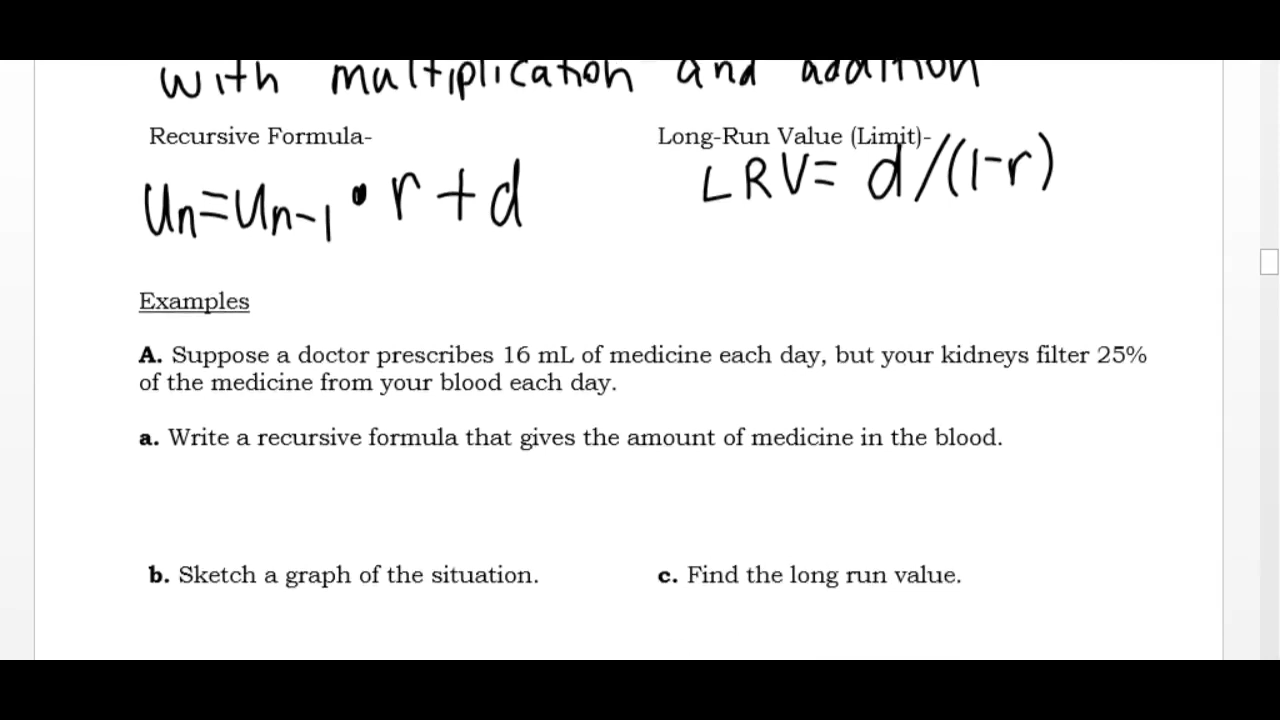 with multiplication and addition
Recursive Formula-
Long-Run Value (Limit)-
Un=Un-1 • r + d
LRV= d/(1-r)
Examples
A. Suppose a doctor prescribes 16 mL of medicine each day, but your kidneys filter 25%
of the medicine from your blood each day.
a. Write a recursive formula that gives the amount of medicine in the blood.
b. Sketch a graph of the situation.
c. Find the long run value.